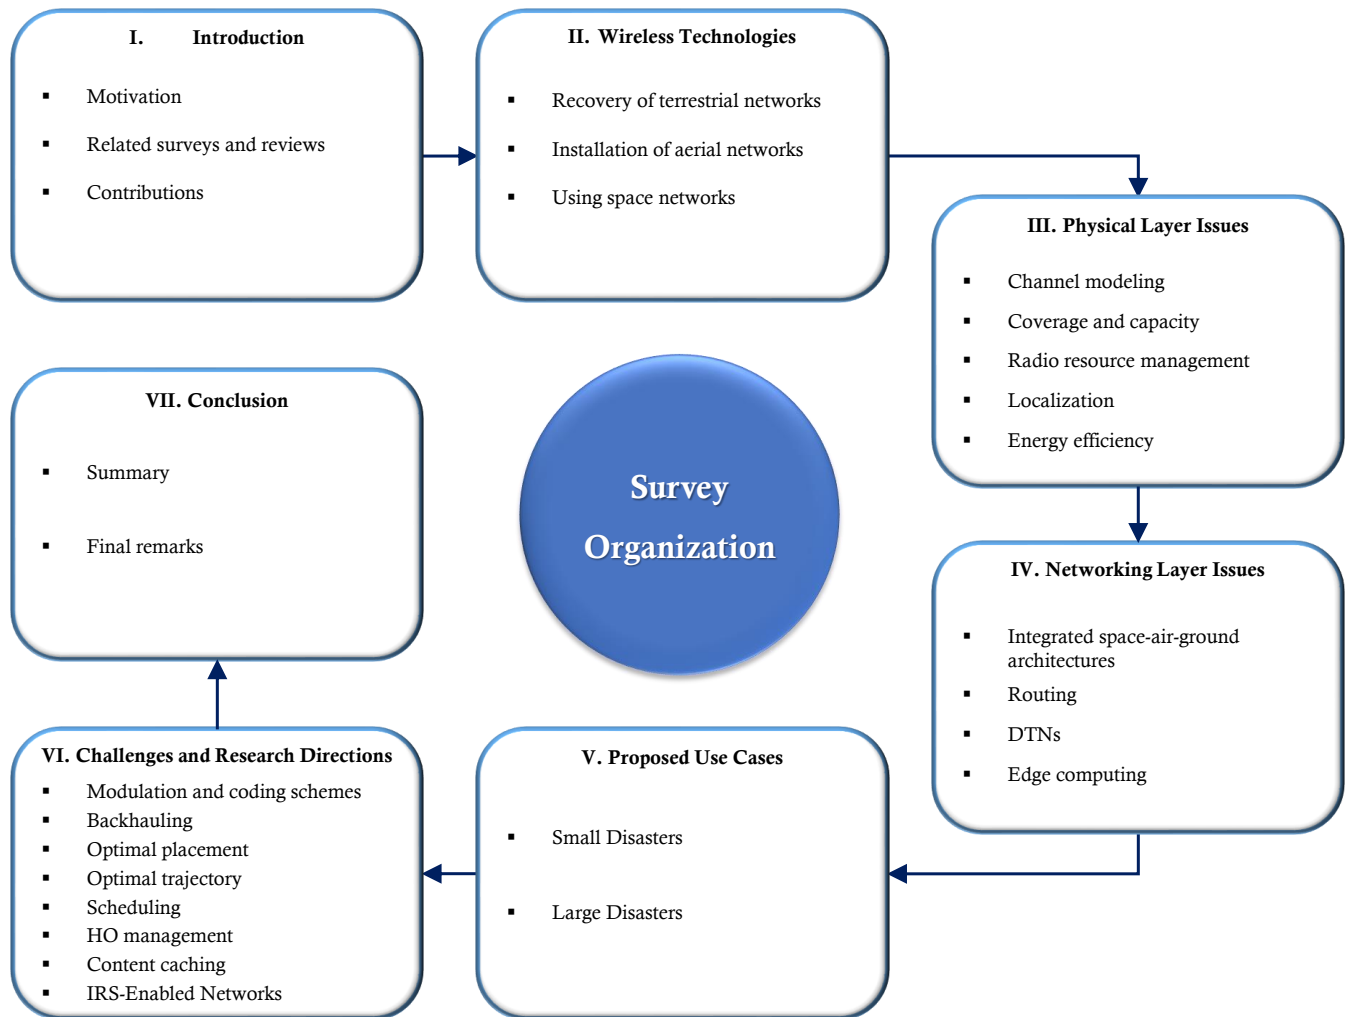 I. Introduction
▪ Motivation
▪ Related surveys and reviews
▪ Contributions
II. Wireless Technologies
▪ Recovery of terrestrial networks
▪ Installation of aerial networks
▪ Using space networks
III. Physical Layer Issues
▪ Channel modeling
▪ Coverage and capacity
▪ Radio resource management
▪ Localization
▪ Energy efficiency
IV. Networking Layer Issues
▪ Integrated space-air-ground
architectures
▪ Routing
▪ DTNs
▪ Edge computing
V. Proposed Use Cases
▪ Small Disasters
▪ Large Disasters
VI. Challenges and Research Directions
▪ Modulation and coding schemes
▪ Backhauling
▪ Optimal placement
▪ Optimal trajectory
▪ Scheduling
▪ HO management
▪ Content caching
▪ IRS-Enabled Networks
VII. Conclusion
▪ Summary
▪ Final remarks
Survey
Organization